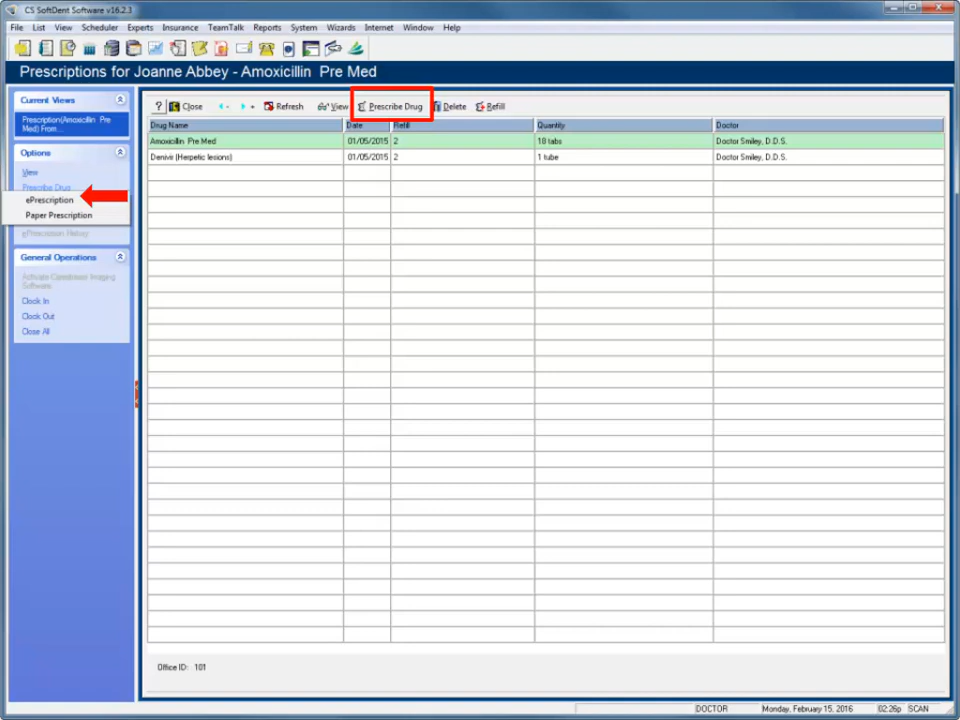 CS SoftDent Software v16.2.3
File List View Scheduler Experts Insurance TeamTalk Reports System Wizards Internet Window Help
Prescriptions for Joanne Abbey - Amoxicillin Pre Med
Current Views
Prescription(Amoxicillin Pre
Med) From...
Options
View
Prescribe Drug
ePrescription
Paper Prescription
ePrescription History
General Operations
Activate Carestream Imaging
Software
Clock In
Clock Out
Close All
? Close - + Refresh View Prescribe Drug Delete Refill
Drug Name Date Refill Quantity Doctor
Amoxicillin Pre Med 01/05/2015 2 18 tabs Doctor Smiley, D.D.S.
(Herpetic lesions) 01/05/2015 2 1 tube Doctor Smiley, D.D.S.
Office ID: 101
DOCTOR Monday, February 15, 2016 02:26p SCAN